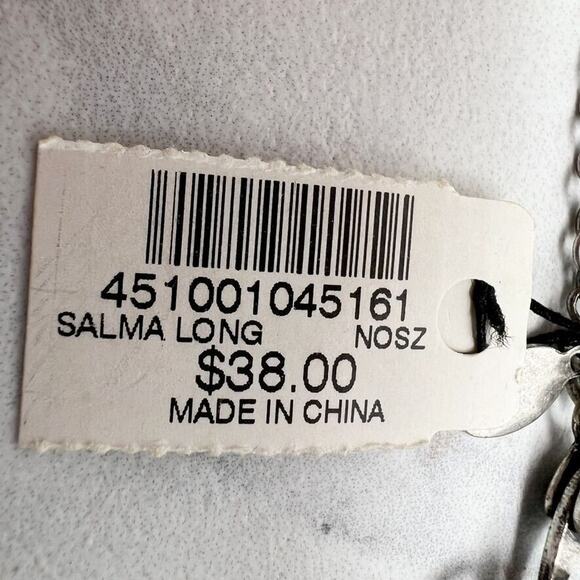 451001045161
SALMA LONG NOSZ
$38.00
MADE IN CHINA